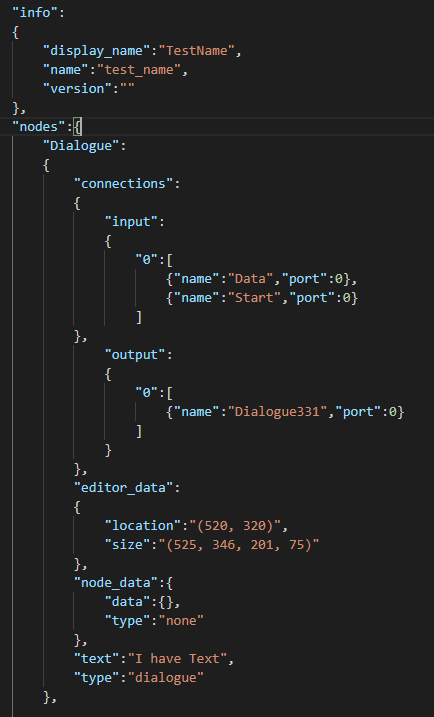 "info":
{
"display_name":"TestName",
"name":"test_name",
"version":""
},
"nodes":{
"Dialogue":
{
"connections":
{
"input":
{
"0":[
{"name":"Data","port":0},
{"name":"Start","port":0}
]
},
"output":
{
"0":[
{"name":"Dialogue331","port":0}
]
}
},
"editor_data":
{
"location":"(520, 320)",
"size":"(525, 346, 201, 75)"
},
"node_data":{
"data":{},
"type":"none"
},
"text":"I have Text",
"type":"dialogue"
},